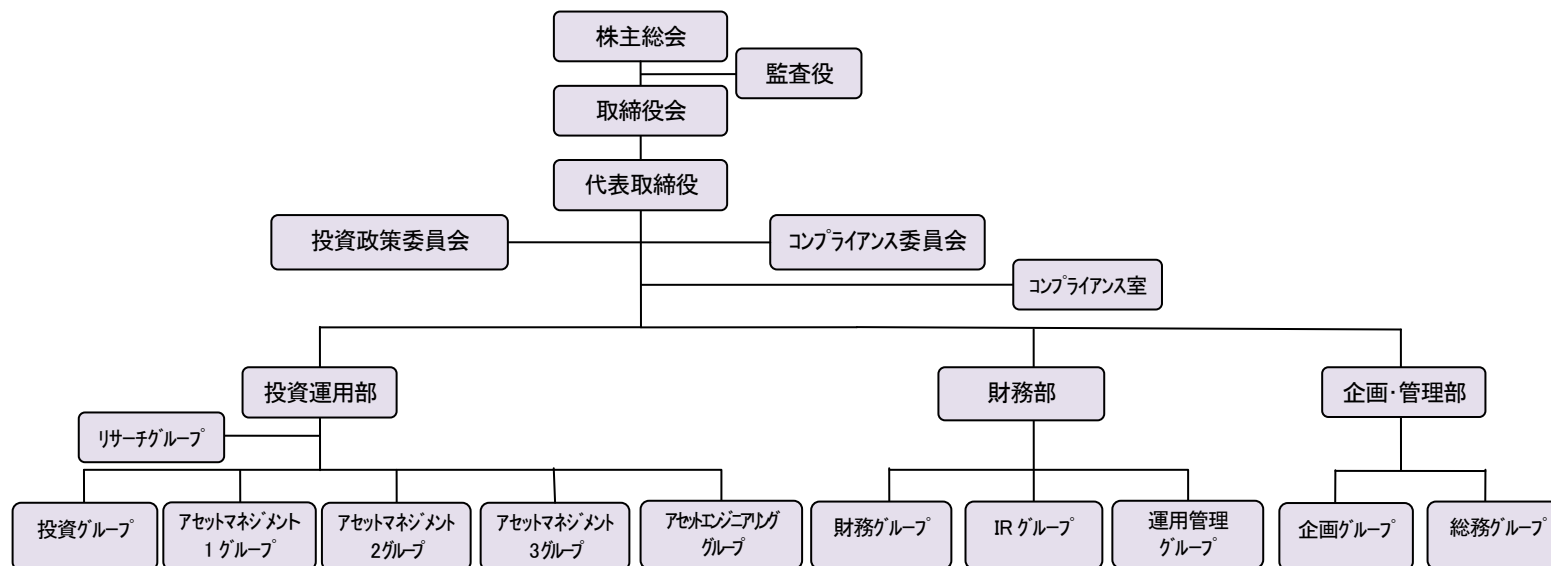 株主総会
監査役
取締役会
代表取締役
投資政策委員会
コンプライアンス委員会
コンプライアンス室
投資運用部
財務部
企画・管理部
リサーチグループ
投資グループ
アセットマネジメント
1グループ
アセットマネジメント
2グループ
アセットマネジメント
3グループ
アセットエンジニアリング
グループ
財務グループ
IRグループ
運用管理
グループ
企画グループ
総務グループ